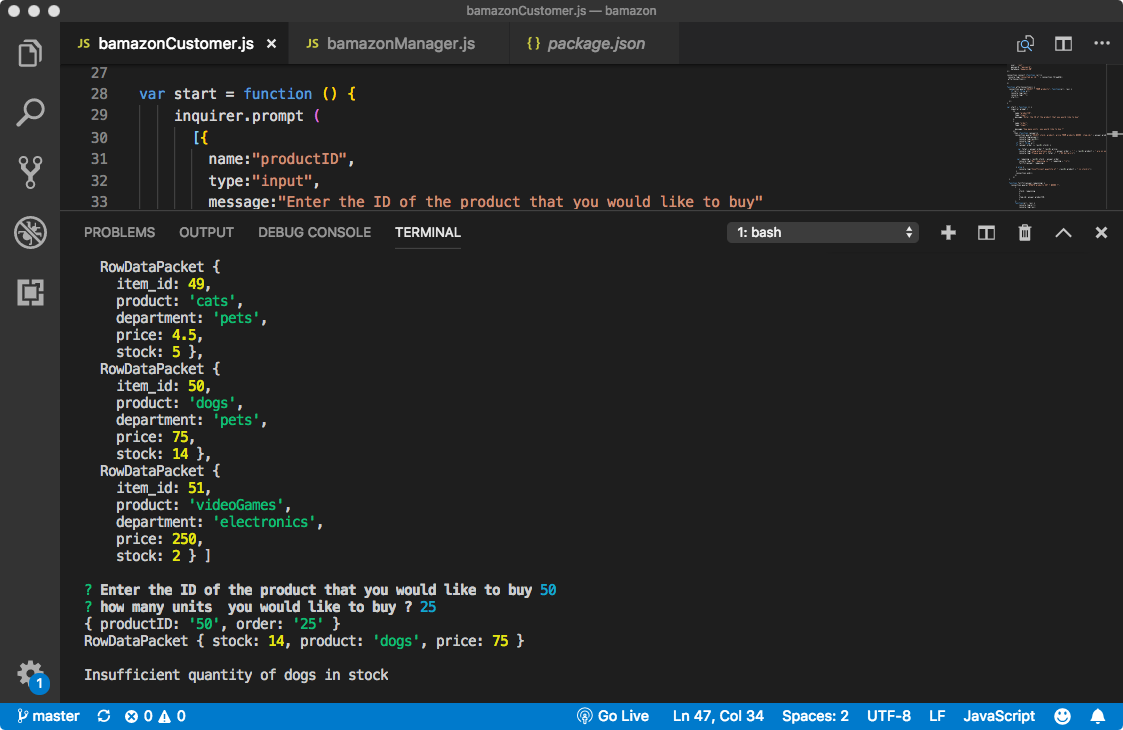 bamazonCustomer.js — bamazon
JS bamazonCustomer.js × JS bamazonManager.js {} package.json
27
28 var start = function () {
29 inquirer.prompt (
30 [{
31 name:"productID",
32 type:"input",
33 message:"Enter the ID of the product that you would like to buy"
PROBLEMS OUTPUT DEBUG CONSOLE TERMINAL 1: bash
RowDataPacket {
item_id: 49,
product: 'cats',
department: 'pets',
price: 4.5,
stock: 5 },
RowDataPacket {
item_id: 50,
product: 'dogs',
department: 'pets',
price: 75,
stock: 14 },
RowDataPacket {
item_id: 51,
product: 'videoGames',
department: 'electronics',
price: 250,
stock: 2 } ]
? Enter the ID of the product that you would like to buy 50
? how many units  you would like to buy ? 25
{ productID: '50', order: '25' }
RowDataPacket { stock: 14, product: 'dogs', price: 75 }
Insufficient quantity of dogs in stock
1
master 0 0 Go Live Ln 47, Col 34 Spaces: 2 UTF-8 LF JavaScript